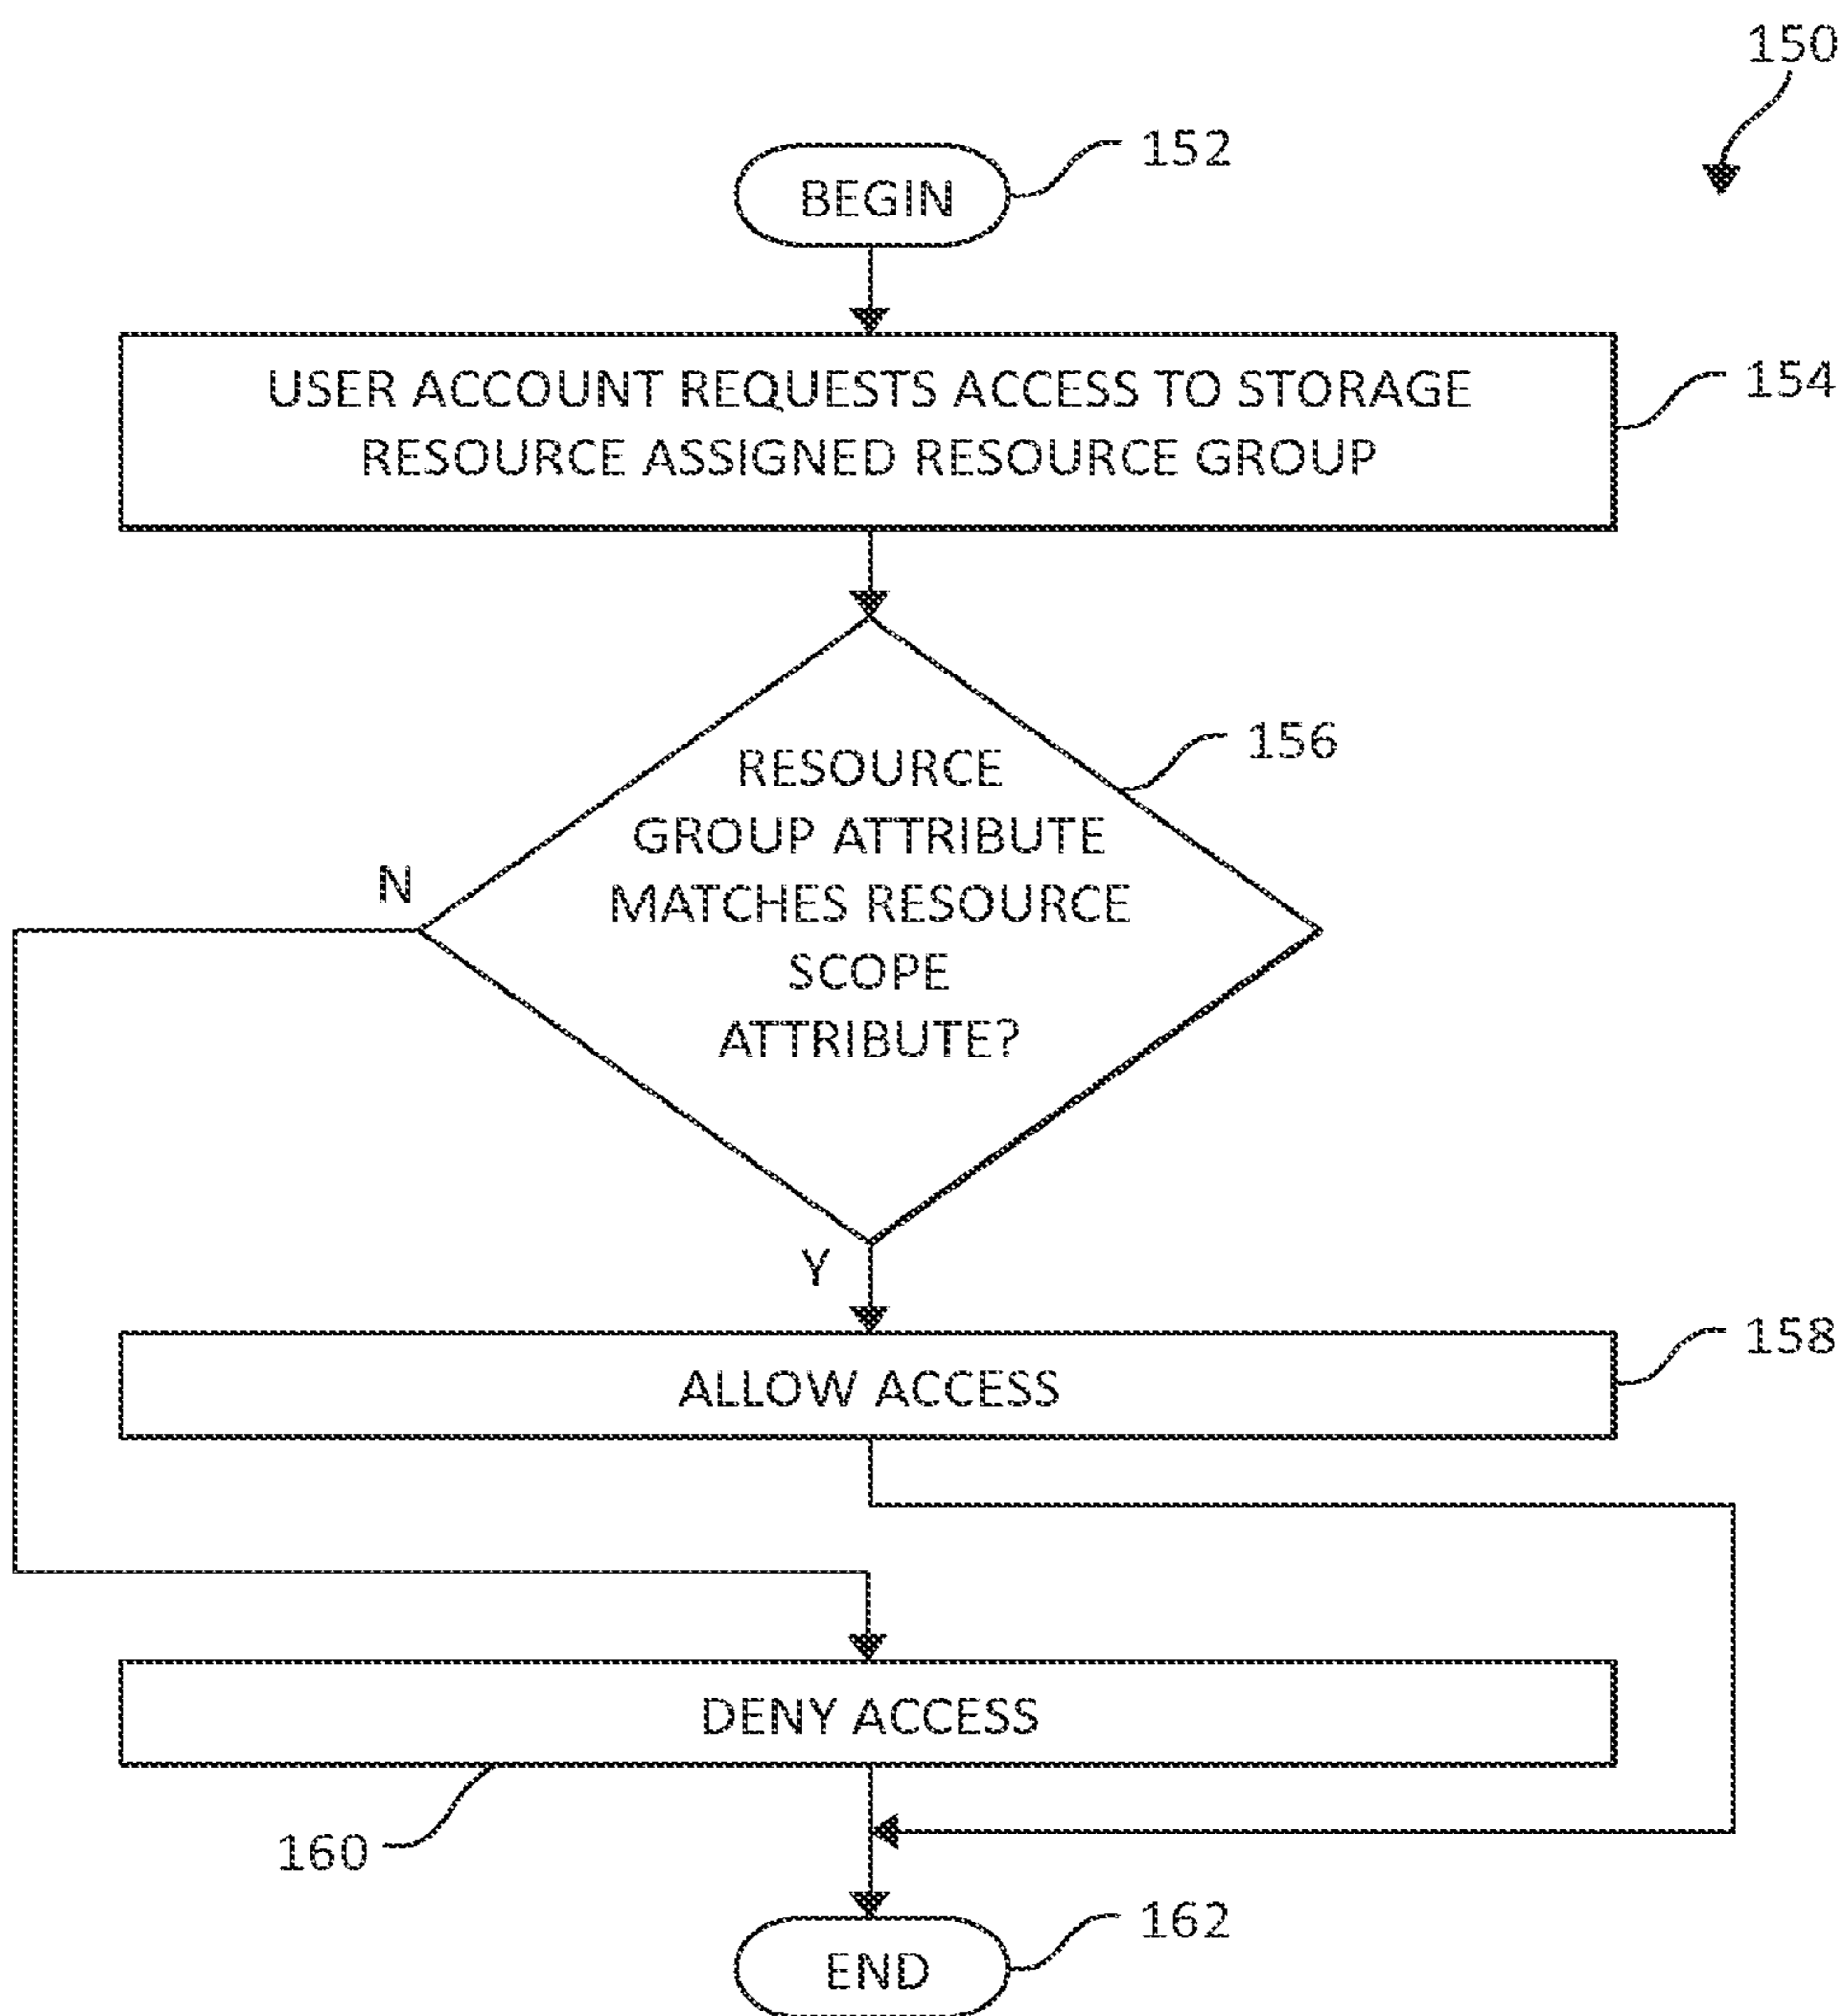 150
152
BEGIN
USER ACCOUNT REQUESTS ACCESS TO STORAGE
RESOURCE ASSIGNED RESOURCE GROUP
154
156
RESOURCE
GROUP ATTRIBUTE
MATCHES RESOURCE
SCOPE
ATTRIBUTE?
N
Y
158
ALLOW ACCESS
DENY ACCESS
160
162
END